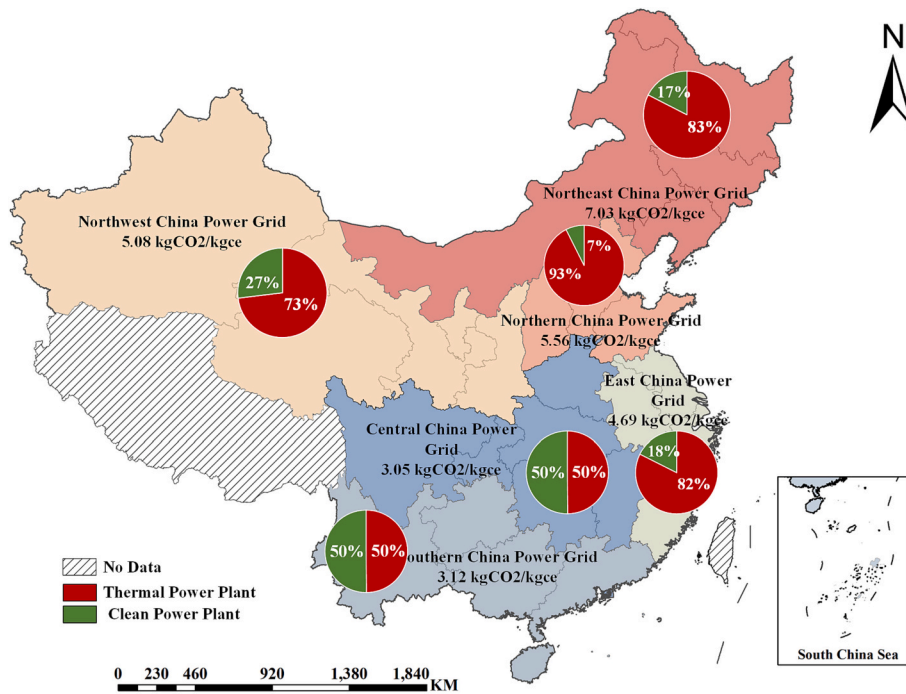 N
17%
83%
Northeast China Power Grid
7.03 kgCO2/kgce
Northwest China Power Grid
5.08 kgCO2/kgce
7%
93%
27%
73%
Northern China Power Grid
5.56 kgCO2/kgce
East China Power
Grid
4.69 kgCO2/kgce
Central China Power
Grid
3.05 kgCO2/kgce
18%
82%
50%
50%
50%
50%
outhern China Power Grid
3.12 kgCO2/kgce
No Data
Thermal Power Plant
Clean Power Plant
South China Sea
0 230 460 920 1,380 1,840
KM